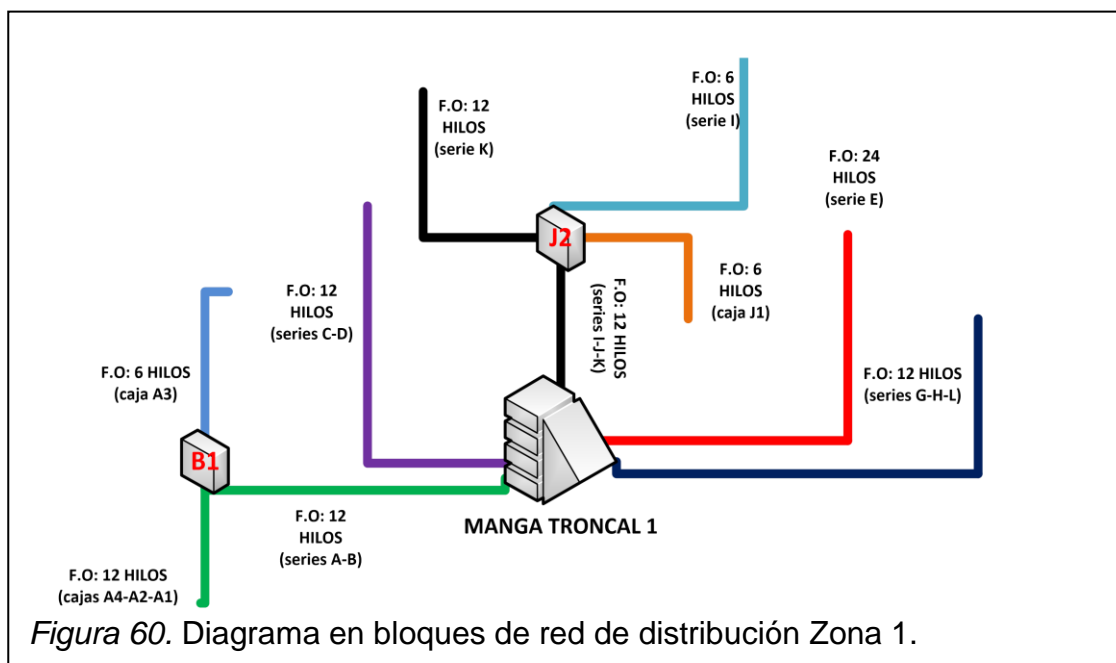 F.O: 12
HILOS
(serie K)
F.O: 6
HILOS
(serie I)
F.O: 24
HILOS
(serie E)
J2
F.O: 12
HILOS
(series C-D)
F.O: 12 HILOS
(series I-J-K)
F.O: 6
HILOS
(caja J1)
F.O: 6 HILOS
(caja A3)
F.O: 12 HILOS
(series G-H-L)
B1
MANGA TRONCAL 1
F.O: 12
HILOS
(series A-B)
F.O: 12 HILOS
(cajas A4-A2-A1)
Figura 60. Diagrama en bloques de red de distribución Zona 1.